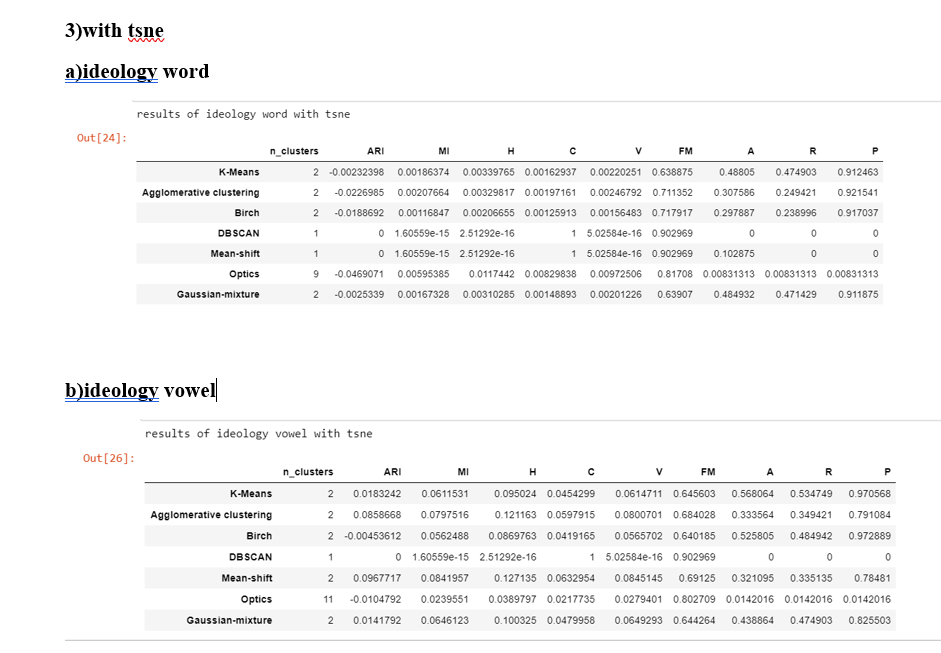 3)with tsne
a)ideology word
results of ideology word with tsne
Out[24]:
n_clusters ARI MI H C V FM A R P
K-Means 2 -0.00232398 0.00186374 0.00339765 0.00162937 0.00220251 0.638875 0.48805 0.474903 0.912463
Agglomerative clustering 2 -0.0226985 0.00207664 0.00329817 0.00197161 0.00246792 0.711352 0.307586 0.249421 0.921541
Birch 2 -0.0188692 0.00116847 0.00206655 0.00125913 0.00156483 0.717917 0.297887 0.238996 0.917037
DBSCAN 1 0 1.60559e-15 2.51292e-16 1 5.02584e-16 0.902969 0 0 0
Mean-shift 1 0 1.60559e-15 2.51292e-16 1 5.02584e-16 0.902969 0.102875 0 0
Optics 9 -0.0469071 0.00595385 0.0117442 0.00829838 0.00972506 0.81708 0.00831313 0.00831313 0.00831313
Gaussian-mixture 2 -0.0025339 0.00167328 0.00310285 0.00148893 0.00201226 0.63907 0.484932 0.471429 0.911875
b)ideology vowel
results of ideology vowel with tsne
Out[26]:
n_clusters ARI MI H C V FM A R P
K-Means 2 0.0183242 0.0611531 0.095024 0.0454299 0.0614711 0.645603 0.568064 0.534749 0.970568
Agglomerative clustering 2 0.0858668 0.0797516 0.121163 0.0597915 0.0800701 0.684028 0.333564 0.349421 0.791084
Birch 2 -0.00453612 0.0562488 0.0869763 0.0419165 0.0565702 0.640185 0.525805 0.484942 0.972889
DBSCAN 1 0 1.60559e-15 2.51292e-16 1 5.02584e-16 0.902969 0 0 0
Mean-shift 2 0.0967717 0.0841957 0.127135 0.0632954 0.0845145 0.69125 0.321095 0.335135 0.78481
Optics 11 -0.0104792 0.0239551 0.0389797 0.0217735 0.0279401 0.802709 0.0142016 0.0142016 0.0142016
Gaussian-mixture 2 0.0141792 0.0646123 0.100325 0.0479958 0.0649293 0.644264 0.438864 0.474903 0.825503